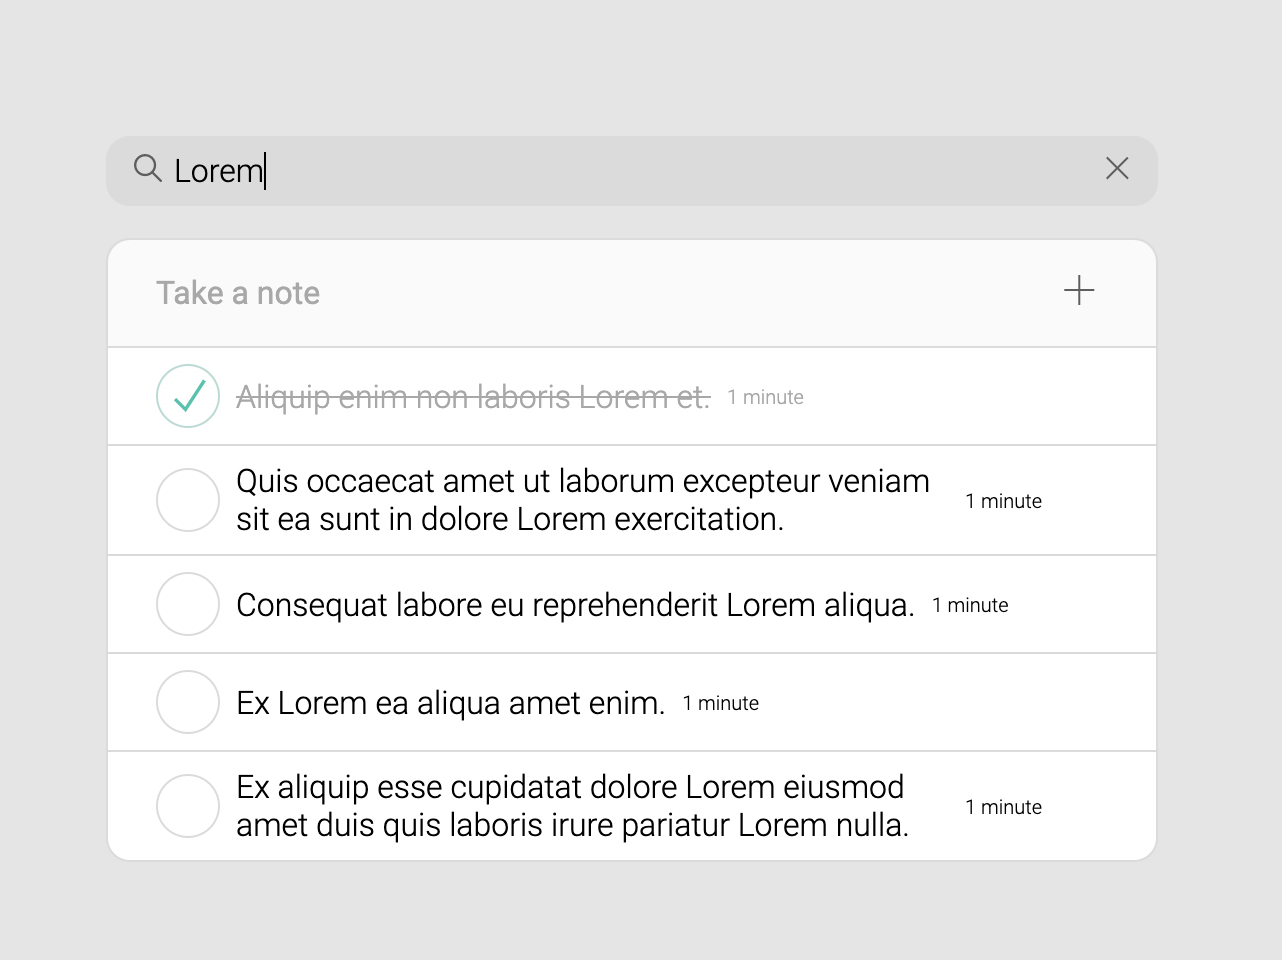 Lorem
Take a note
Aliquip enim non laboris Lorem et. 1 minute
Quis occaecat amet ut laborum excepteur veniam
sit ea sunt in dolore Lorem exercitation.
1 minute
Consequat labore eu reprehenderit Lorem aliqua. 1 minute
Ex Lorem ea aliqua amet enim. 1 minute
Ex aliquip esse cupidatat dolore Lorem eiusmod
amet duis quis laboris irure pariatur Lorem nulla.
1 minute